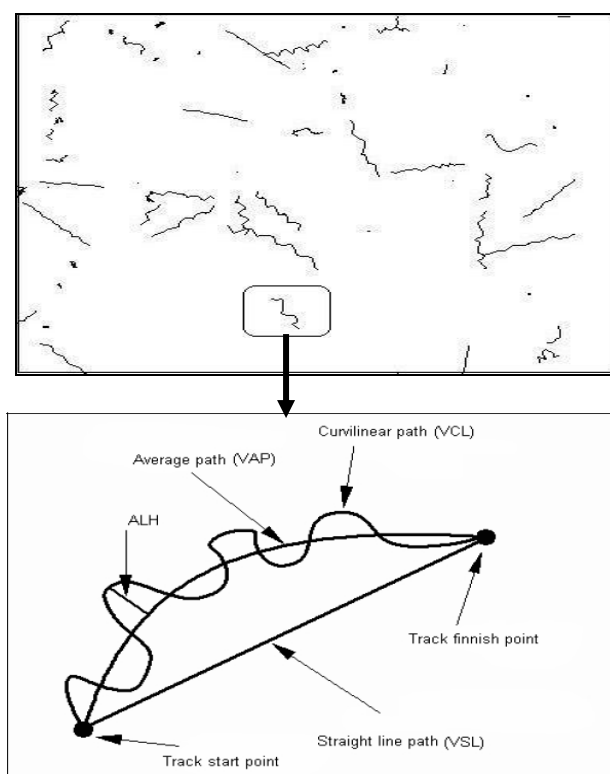 Curvilinear path (VCL)
Average path (VAP)
ALH
Track finnish point
Straight line path (VSL)
Track start point